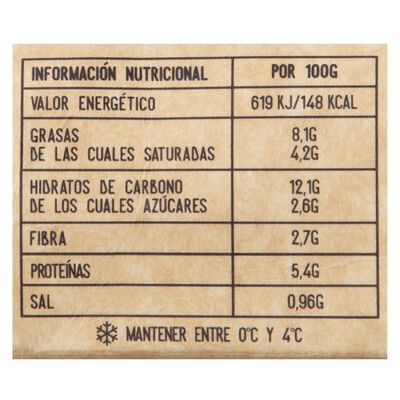 INFORMACIÓN NUTRICIONAL POR 100G
VALOR ENERGÉTICO 619 KJ/148 KCAL
GRASAS 8,1G
DE LAS CUALES SATURADAS 4,2G
HIDRATOS DE CARBONO 12,1G
DE LOS CUALES AZÚCARES 2,6G
FIBRA 2,7G
PROTEÍNAS 5,4G
SAL 0,96G
MANTENER ENTRE 0ºC Y 4ºC